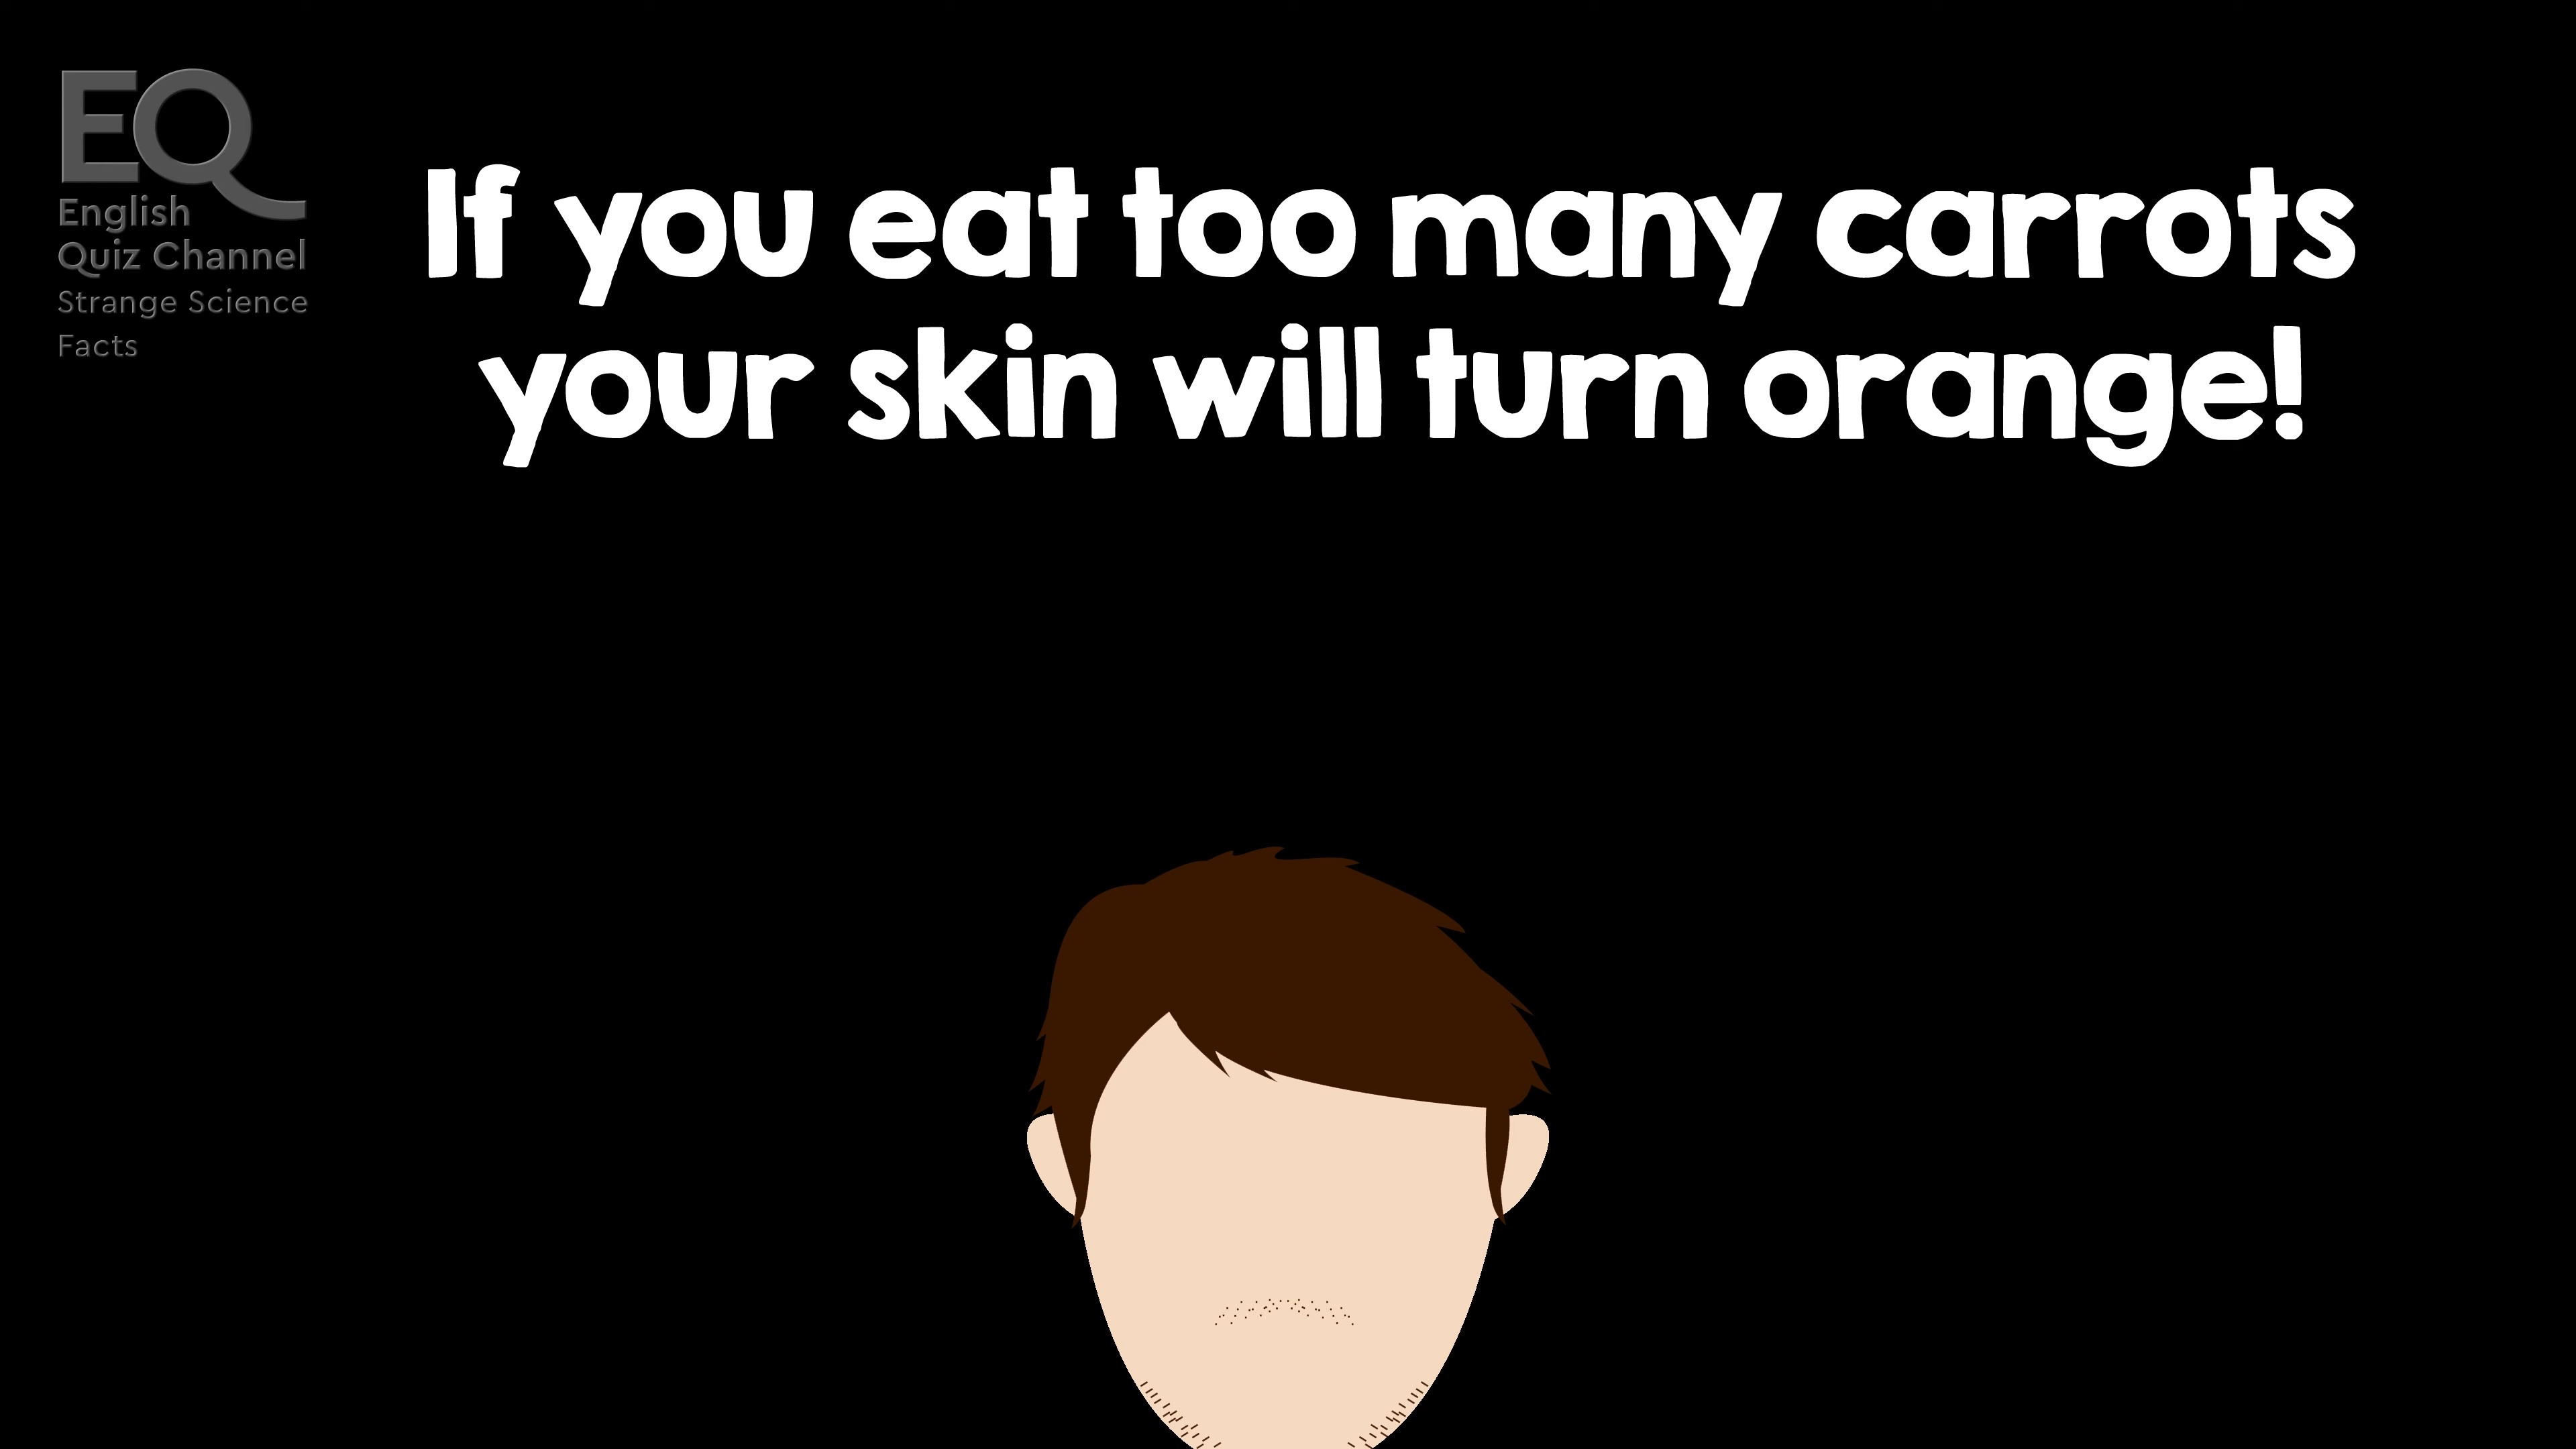 EQ
English
Quiz Channel
Strange Science
Facts
If you eat too many carrots
your skin will turn orange!